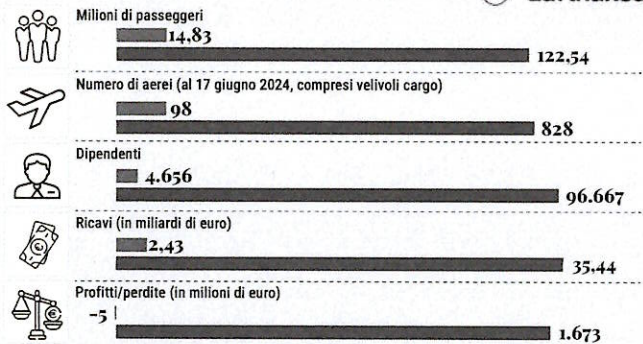 Milioni di passeggeri
14,83
122,54
Numero di aerei (al 17 giugno 2024, compresi velivoli cargo)
98
828
Dipendenti
4.656
96.667
Ricavi (in miliardi di euro)
2,43
35,44
Profitti/perdite (in milioni di euro)
-5
1.673